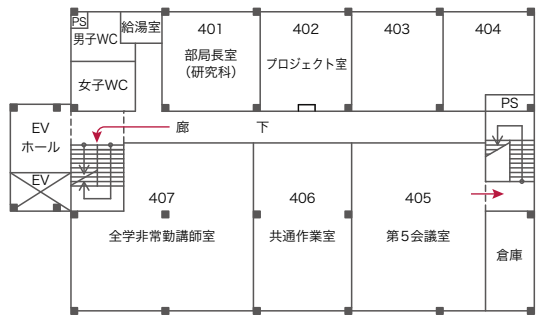 PS
男子WC
給湯室
401
部局長室
（研究科）
402
プロジェクト室
403
404
女子WC
PS
EV
ホール
廊 下
EV
407
全学非常勤講師室
406
共通作業室
405
第5会議室
倉庫